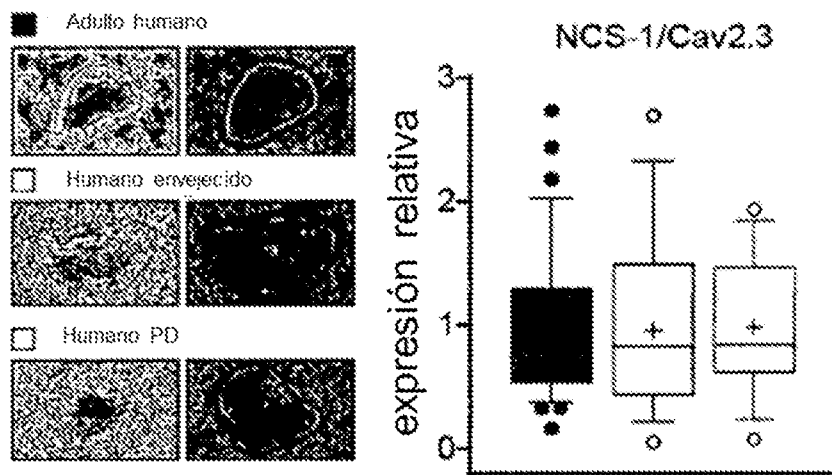 Adulto humano
Humano envejecido
Humano PD
NCS-1/Cav2.3
expresión relativa
3
2
1
0